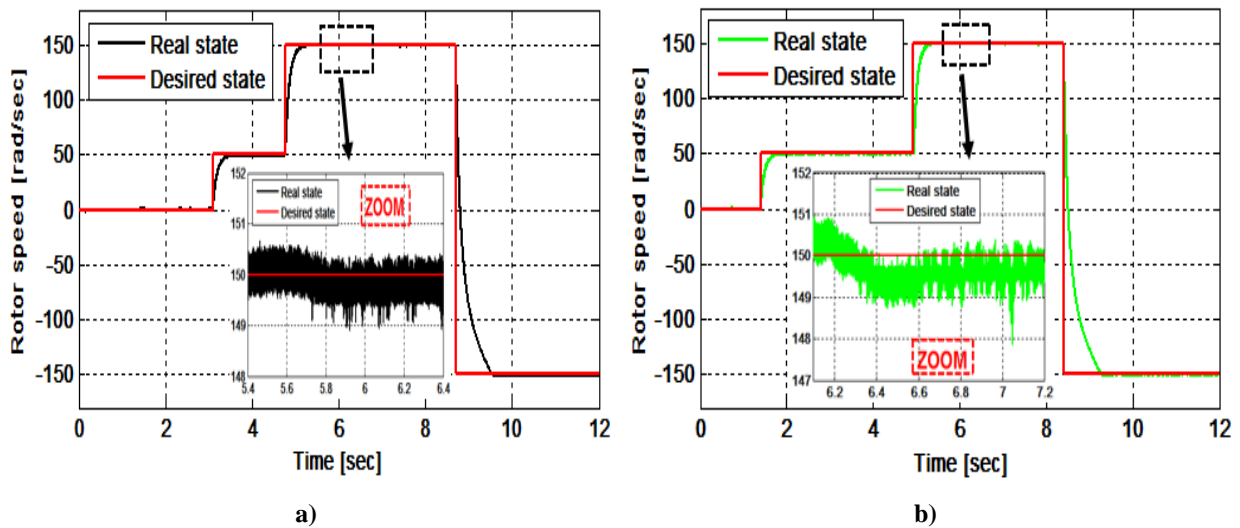 Rotor speed [rad/sec]
150
100
50
0
-50
-100
-150
Real state
Desired state
152
151
150
149
148
5.4 5.6 5.8 6 6.2 6.4
Real state
Desired state
ZOOM
0 2 4 6 8 10 12
Time [sec]
a)
Rotor speed [rad/sec]
150
100
50
0
-50
-100
-150
Real state
Desired state
152
151
150
149
148
147
6.2 6.4 6.6 6.8 7 7.2
Real state
Desired state
ZOOM
0 2 4 6 8 10 12
Time [sec]
b)